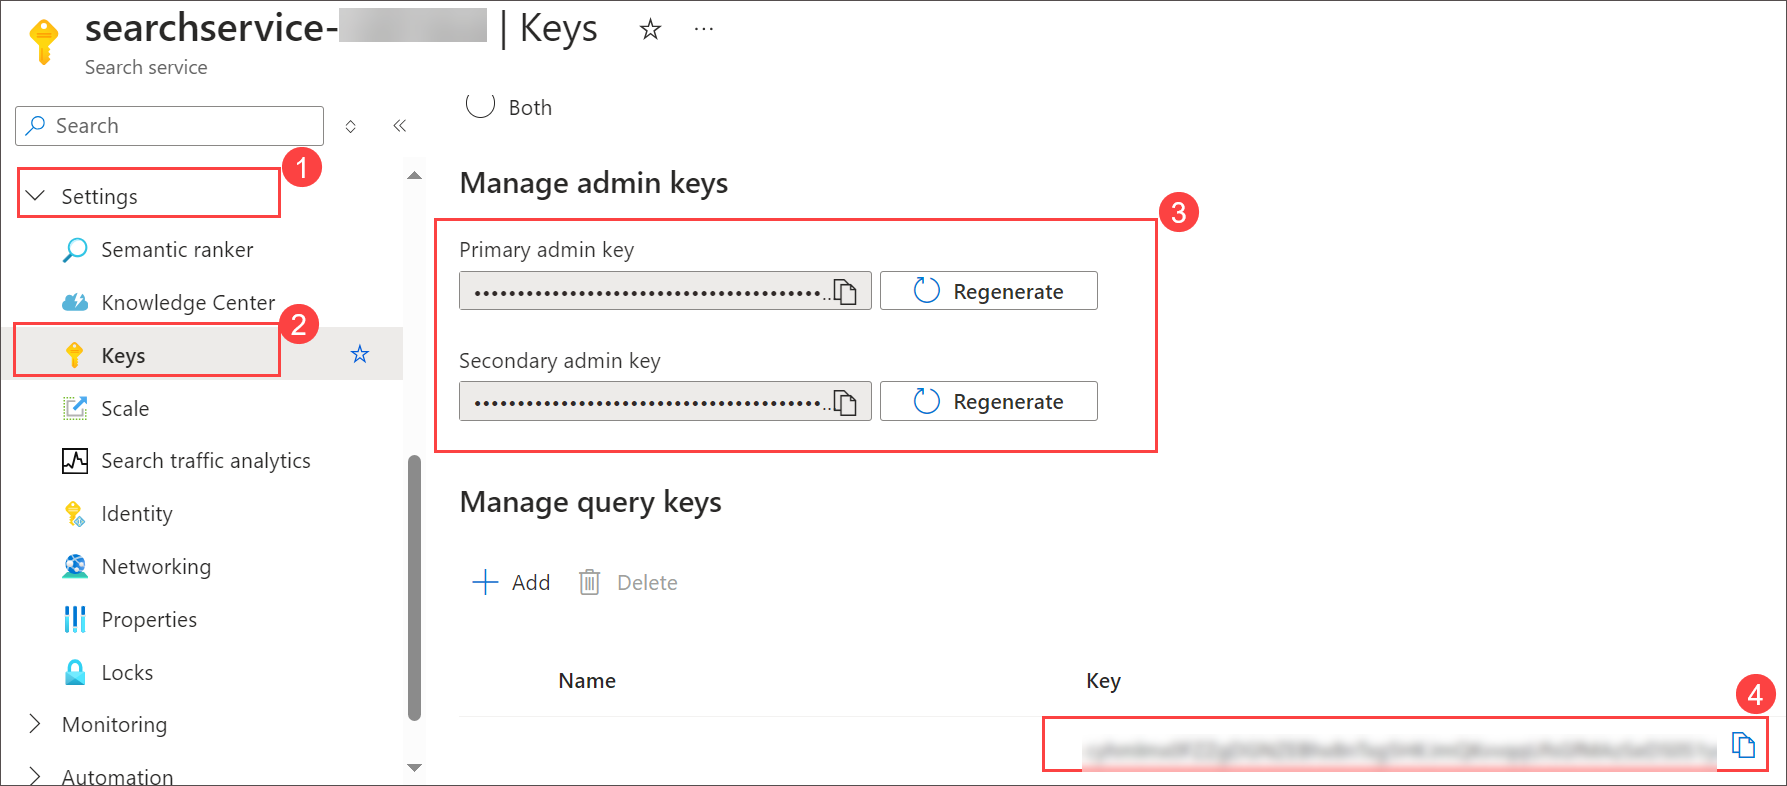 searchservice- | Keys
Search service
Search
Both
1
Settings
Semantic ranker
Knowledge Center
2
Keys
Scale
Search traffic analytics
Identity
Networking
Properties
Locks
Monitoring
Automation
Manage admin keys
3
Primary admin key
Regenerate
Secondary admin key
Regenerate
Manage query keys
Add Delete
Name Key
4